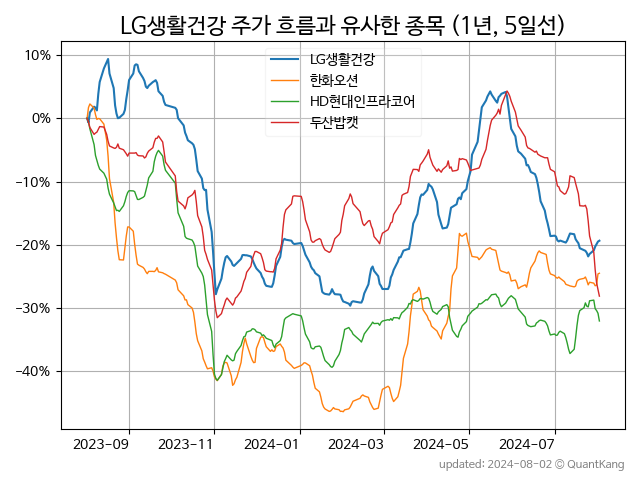 LG생활건강 주가 흐름과 유사한 종목 (1년, 5일선)
LG생활건강
한화오션
HD현대인프라코어
두산밥캣
10%
0%
−10%
−20%
−30%
−40%
2023-09
2023-11
2024-01
2024-03
2024-05
2024-07
updated: 2024-08-02 © QuantKang